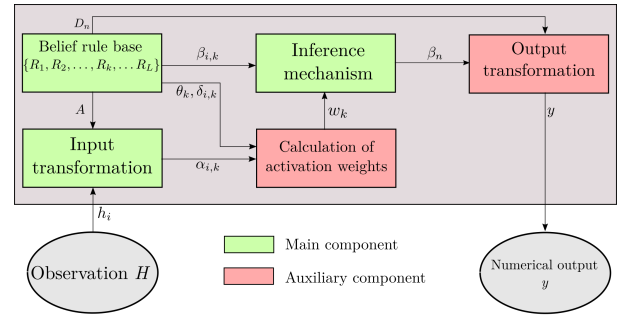 D_n
Belief rule base
{R_1, R_2, ..., R_k, ... R_L}
β_{i,k}
Inference
mechanism
β_n
Output
transformation
θ_k, δ_{i,k}
A
w_k
y
Input
transformation
α_{i,k}
Calculation of
activation weights
h_i
Observation H
Main component
Auxiliary component
Numerical output
y